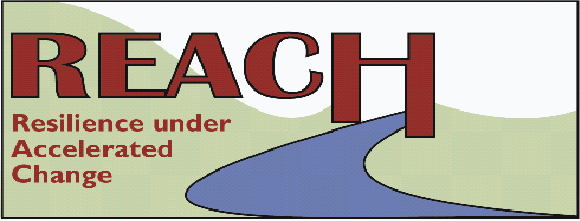 REACH
Resilience under
Accelerated
Change